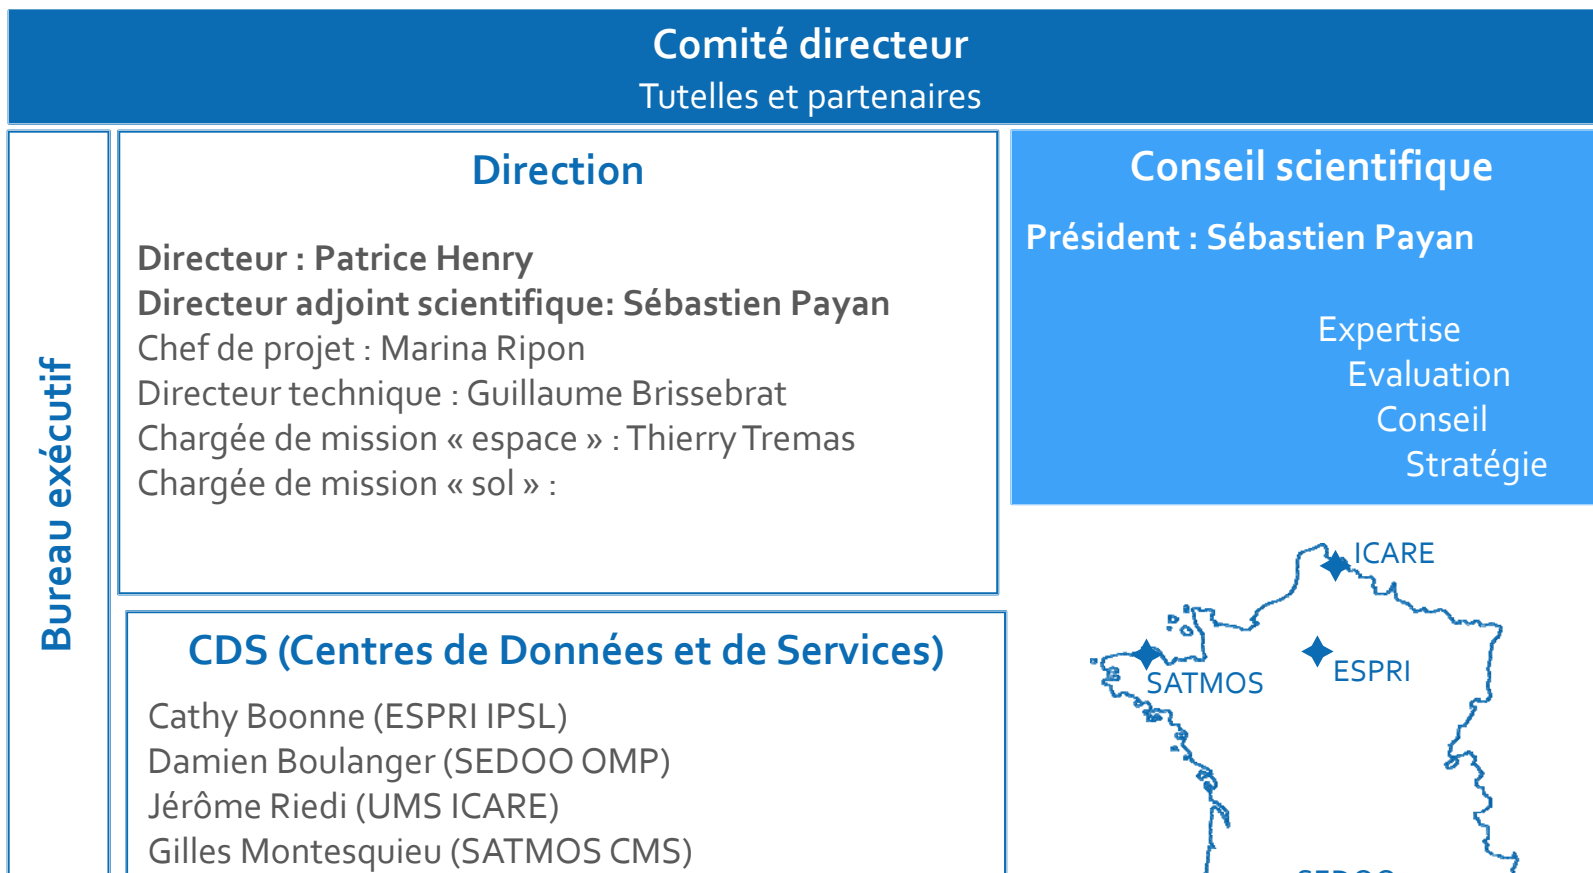 Comité directeur
Tutelles et partenaires
Bureau exécutif
Direction
Directeur : Patrice Henry
Directeur adjoint scientifique: Sébastien Payan
Chef de projet : Marina Ripon
Directeur technique : Guillaume Brissebrat
Chargée de mission « espace » : Thierry Tremas
Chargée de mission « sol » :
Conseil scientifique
Président : Sébastien Payan
Expertise
Evaluation
Conseil
Stratégie
CDS (Centres de Données et de Services)
Cathy Boonne (ESPRI IPSL)
Damien Boulanger (SEDOO OMP)
Jérôme Riedi (UMS ICARE)
Gilles Montesquieu (SATMOS CMS)
ICARE
ESPRI
SATMOS
SEDOO